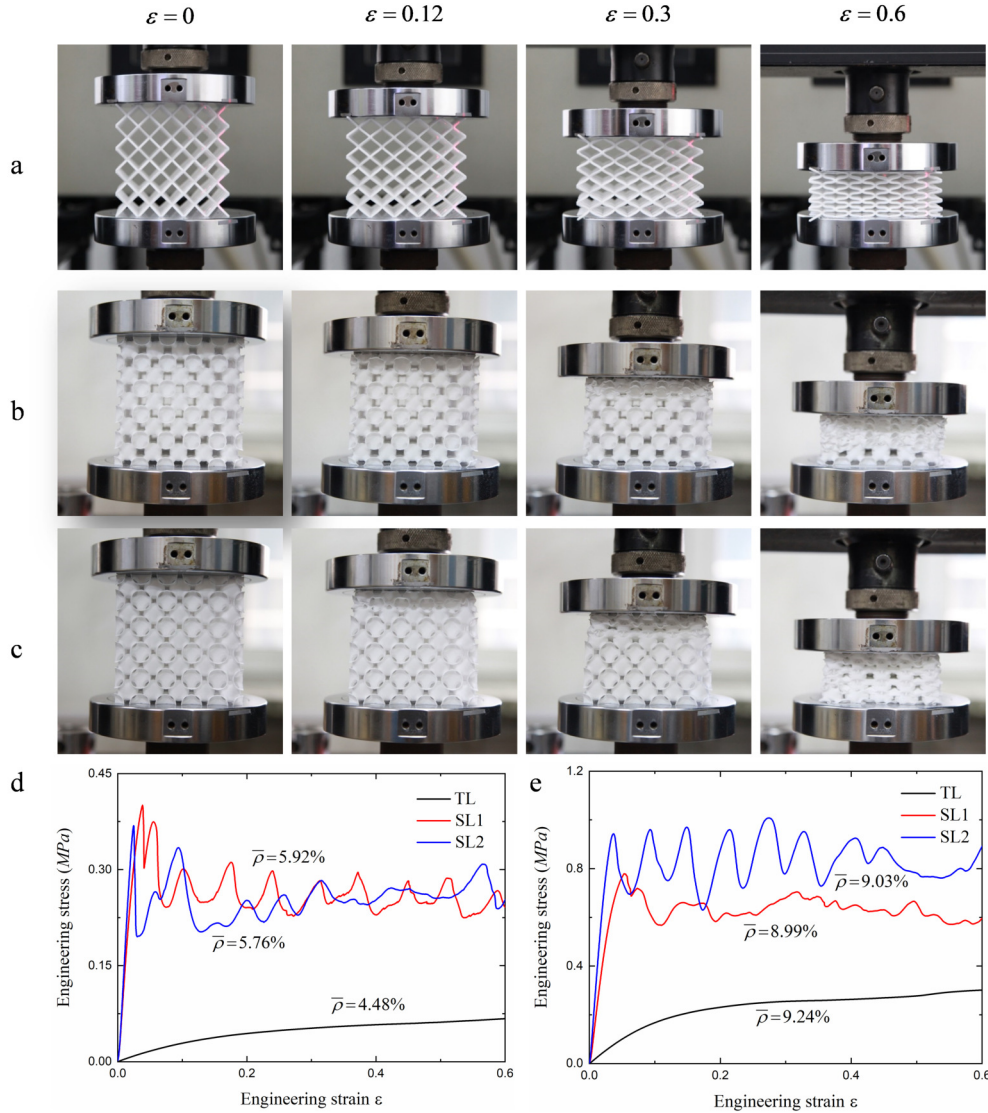 ε = 0
ε = 0.12
ε = 0.3
ε = 0.6
a
b
c
d
0.45
0.30
0.15
0.00
0.0
0.2
0.4
0.6
Engineering stress (MPa)
Engineering strain ε
TL
SL1
SL2
ρ̅=5.92%
ρ̅=5.76%
ρ̅=4.48%
e
1.2
0.8
0.4
0.0
0.0
0.2
0.4
0.6
Engineering stress (MPa)
Engineering strain ε
TL
SL1
SL2
ρ̅=9.03%
ρ̅=8.99%
ρ̅=9.24%